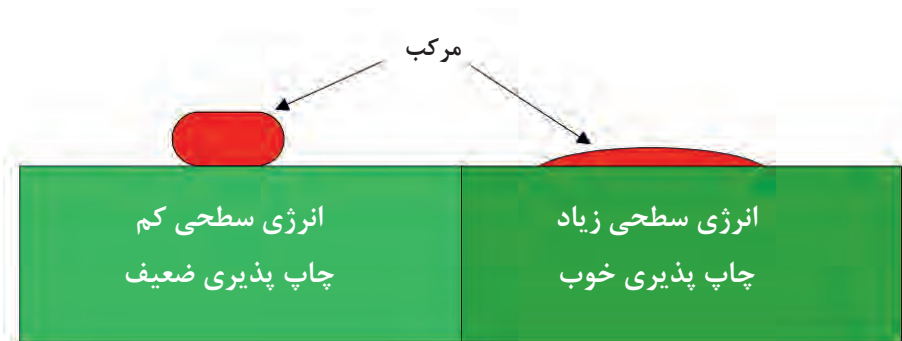 مرکب
انرژی سطحی زیاد
چاپ پذیری خوب
انرژی سطحی کم
چاپ پذیری ضعیف